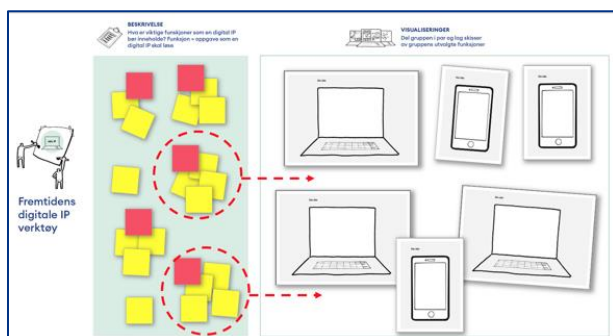 BESKRIVELSE
Hva er viktige funksjoner som en digital IP
bør inneholde? Funksjon = oppgave som en
digital IP skal løse
VISUALISERINGER
Del gruppen i par og lag skisser
av gruppens utvalgte funksjoner
Fremtidens
digitale IP
verktøy